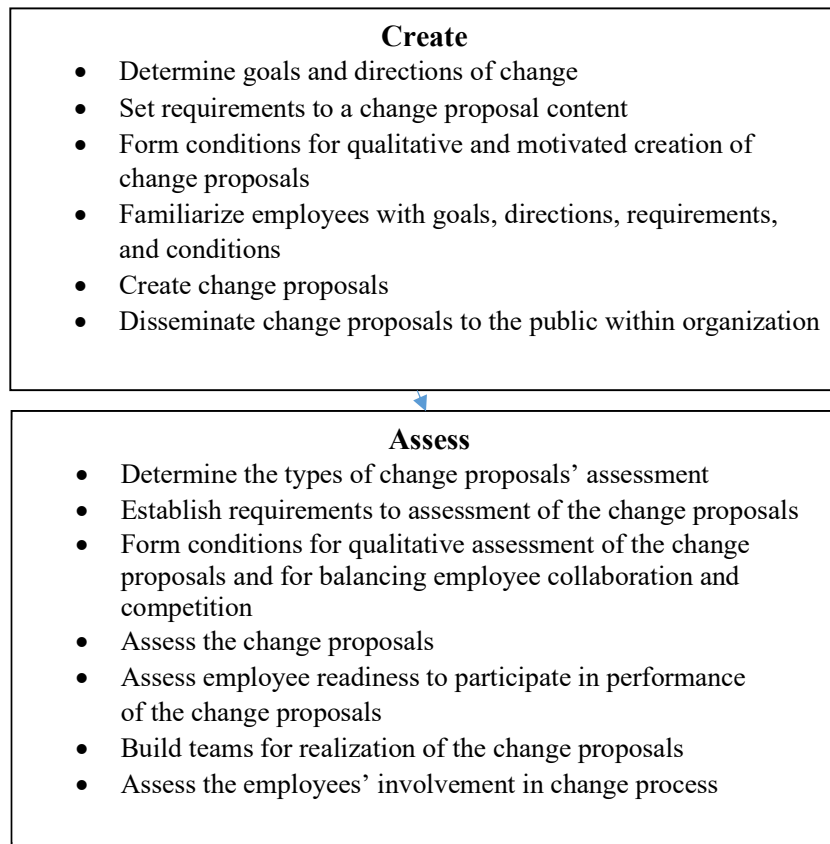 Create
• Determine goals and directions of change
• Set requirements to a change proposal content
• Form conditions for qualitative and motivated creation of
change proposals
• Familiarize employees with goals, directions, requirements,
and conditions
• Create change proposals
• Disseminate change proposals to the public within organization
Assess
• Determine the types of change proposals’ assessment
• Establish requirements to assessment of the change proposals
• Form conditions for qualitative assessment of the change
proposals and for balancing employee collaboration and
competition
• Assess the change proposals
• Assess employee readiness to participate in performance
of the change proposals
• Build teams for realization of the change proposals
• Assess the employees’ involvement in change process